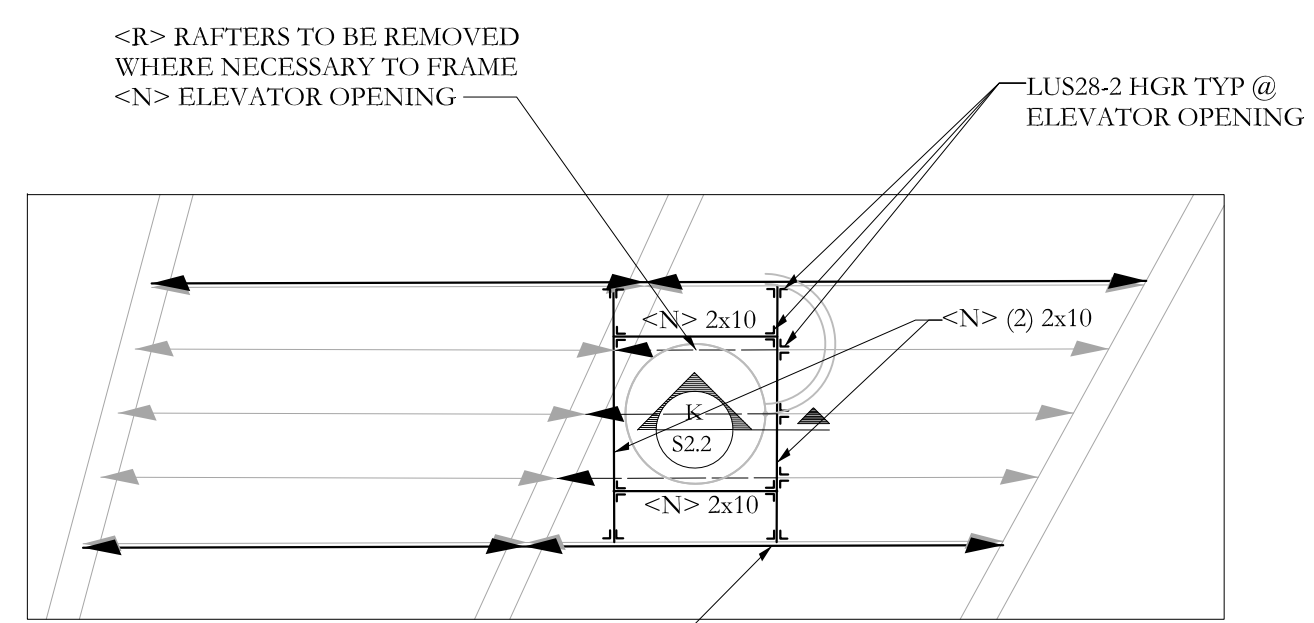 <R> RAFTERS TO BE REMOVED
WHERE NECESSARY TO FRAME
<N> ELEVATOR OPENING
LUS28-2 HGR TYP @
ELEVATOR OPENING
<N> 2x10
<N> (2) 2x10
K
S2.2
<N> 2x10